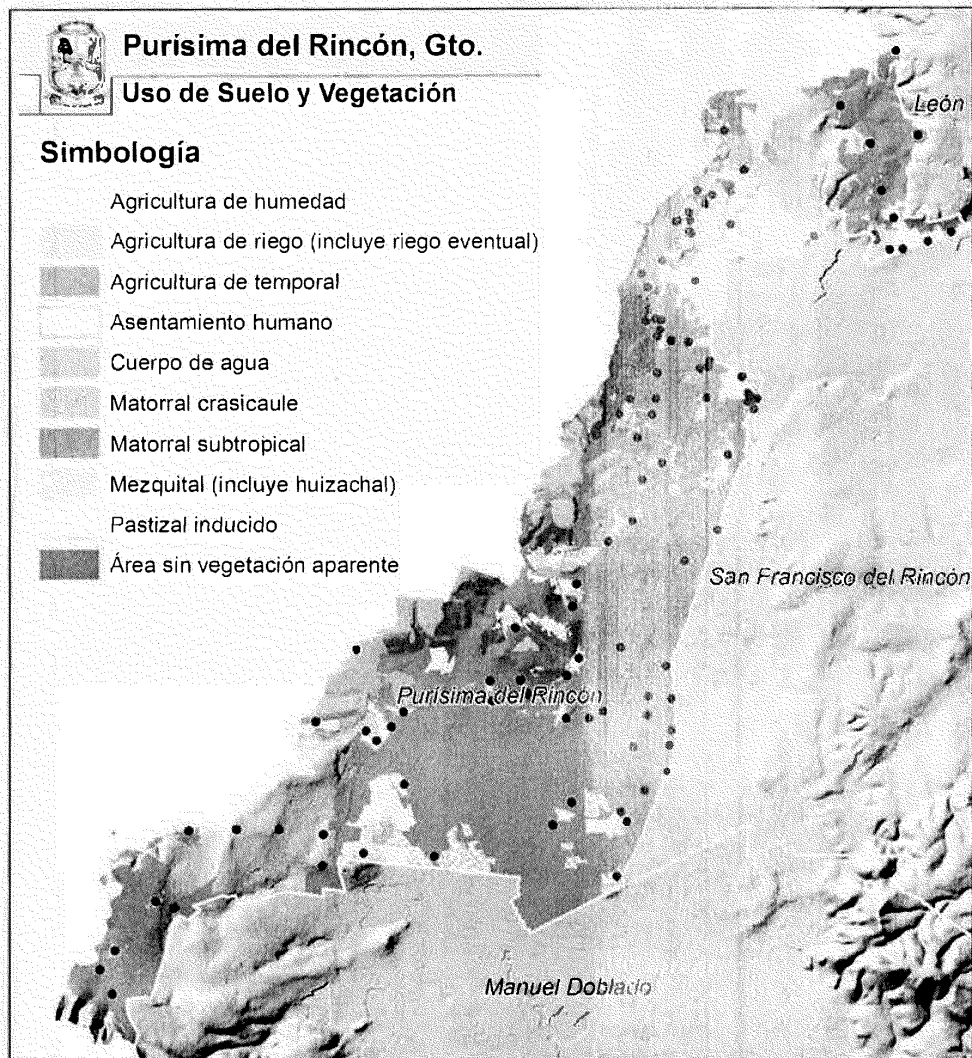 Purísima del Rincón, Gto.
Uso de Suelo y Vegetación
Simbología
Agricultura de humedad
Agricultura de riego (incluye riego eventual)
Agricultura de temporal
Asentamiento humano
Cuerpo de agua
Matorral crasicaule
Matorral subtropical
Mezquital (incluye huizachal)
Pastizal inducido
Área sin vegetación aparente
León
San Francisco del Rincón
Purísima del Rincón
Manuel Doblado